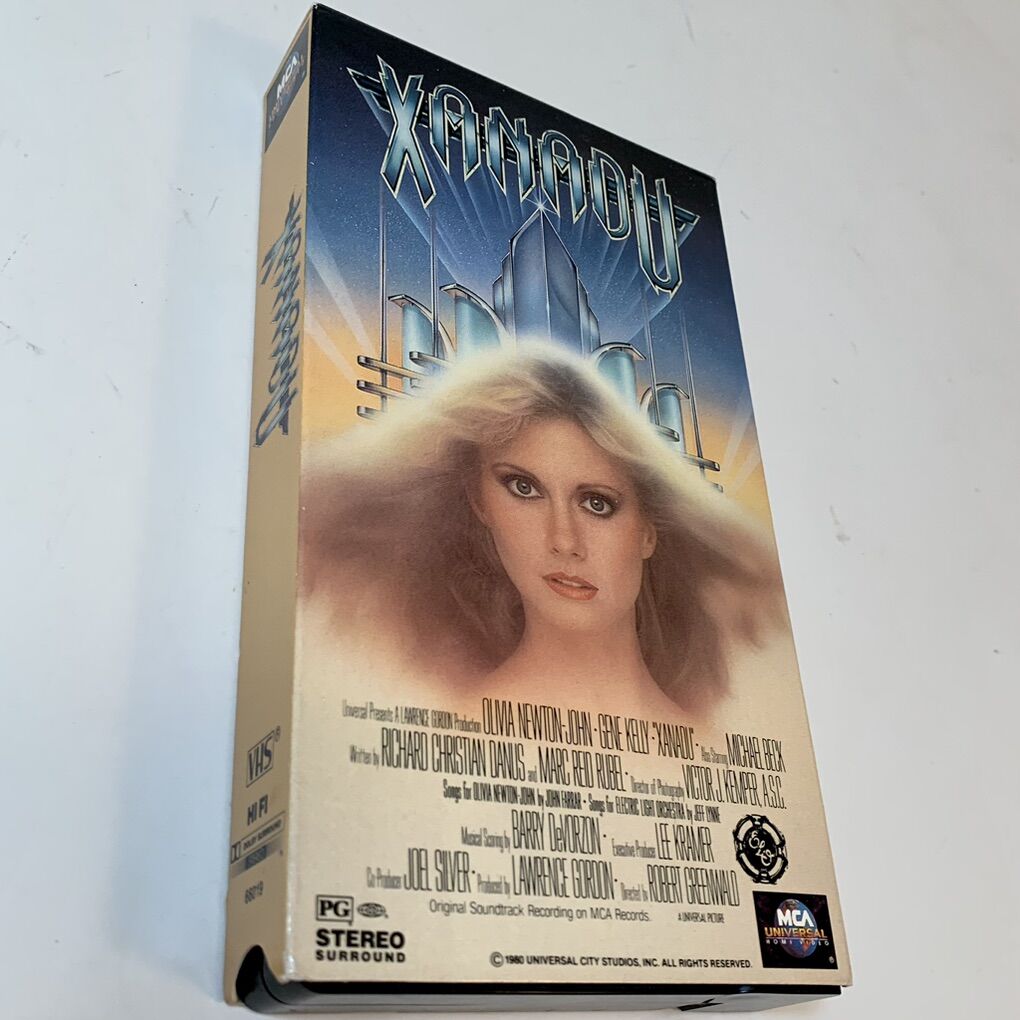 XANADU
Universal Presents A LAWRENCE GORDON Production OLIVIA NEWTON-JOHN · GENE KELLY · "XANADU" · Also Starring MICHAEL BECK
Written by RICHARD CHRISTIAN DANUS and MARC REID RUBEL · Director of Photography VICTOR J. KEMPER, A.S.C.
Songs for OLIVIA NEWTON-JOHN by JOHN FARRAR · Songs for ELECTRIC LIGHT ORCHESTRA by JEFF LYNNE
Musical Scoring by BARRY DeVORZON · Executive Producer LEE KRAMER
Co-Producer JOEL SILVER · Produced by LAWRENCE GORDON · Directed by ROBERT GREENWALD
Original Soundtrack Recording on MCA Records.
A UNIVERSAL PICTURE
ELO
PG
STEREO
SURROUND
© 1980 UNIVERSAL CITY STUDIOS, INC. ALL RIGHTS RESERVED.
MCA
UNIVERSAL
HOME VIDEO
®
MCA
XANADU
VHS®
HI FI
DOLBY SURROUND
66019